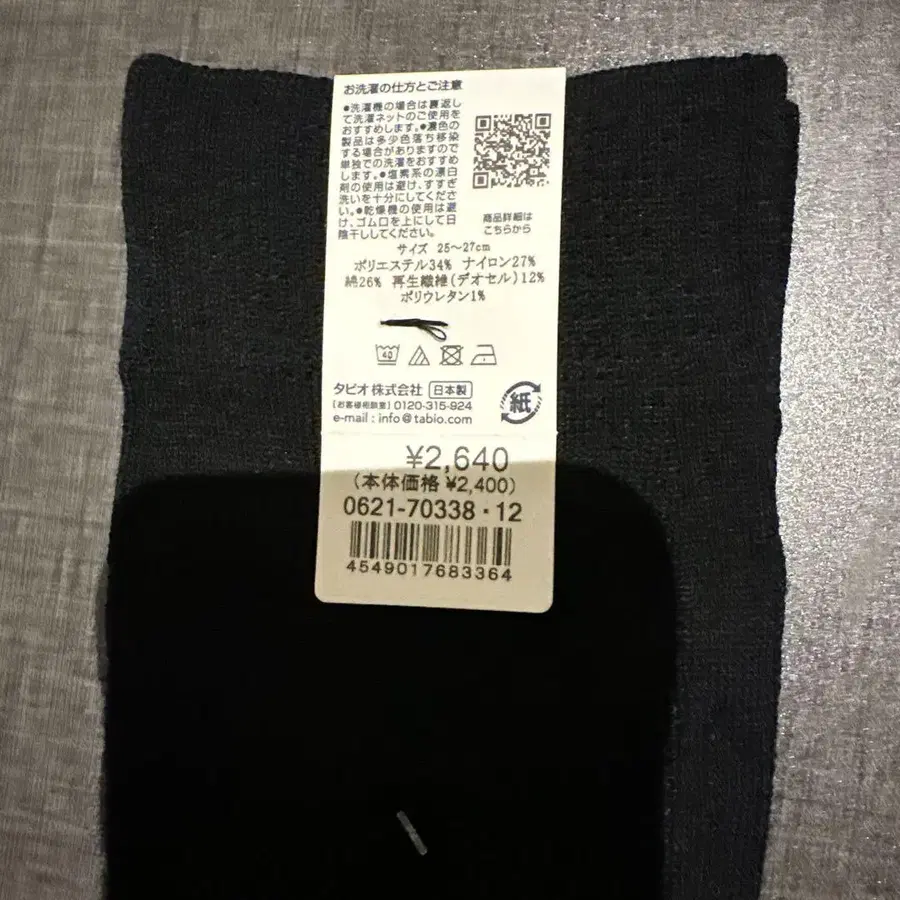 お洗濯の仕方とご注意
●洗濯機の場合は裏返し
て洗濯ネットのご使用を
おすすめします。●濃色の
製品は多少色落ち移染
する場合がありますので
単独での洗濯をおすすめ
します。●塩素系の漂白
剤の使用は避け、すすぎ
洗いを十分にしてくださ
い。●乾燥機の使用は避
け、ゴム口を上にして日
陰干ししてください。
商品詳細は
こちらから
サイズ 25〜27cm
ポリエステル34% ナイロン27%
綿26% 再生繊維(デオセル)12%
ポリウレタン1%
40
タビオ株式会社 日本製
[お客様相談室] 0120-315-924
e-mail : info@tabio.com
紙
¥2,640
(本体価格 ¥2,400)
0621-70338・12
4549017683364